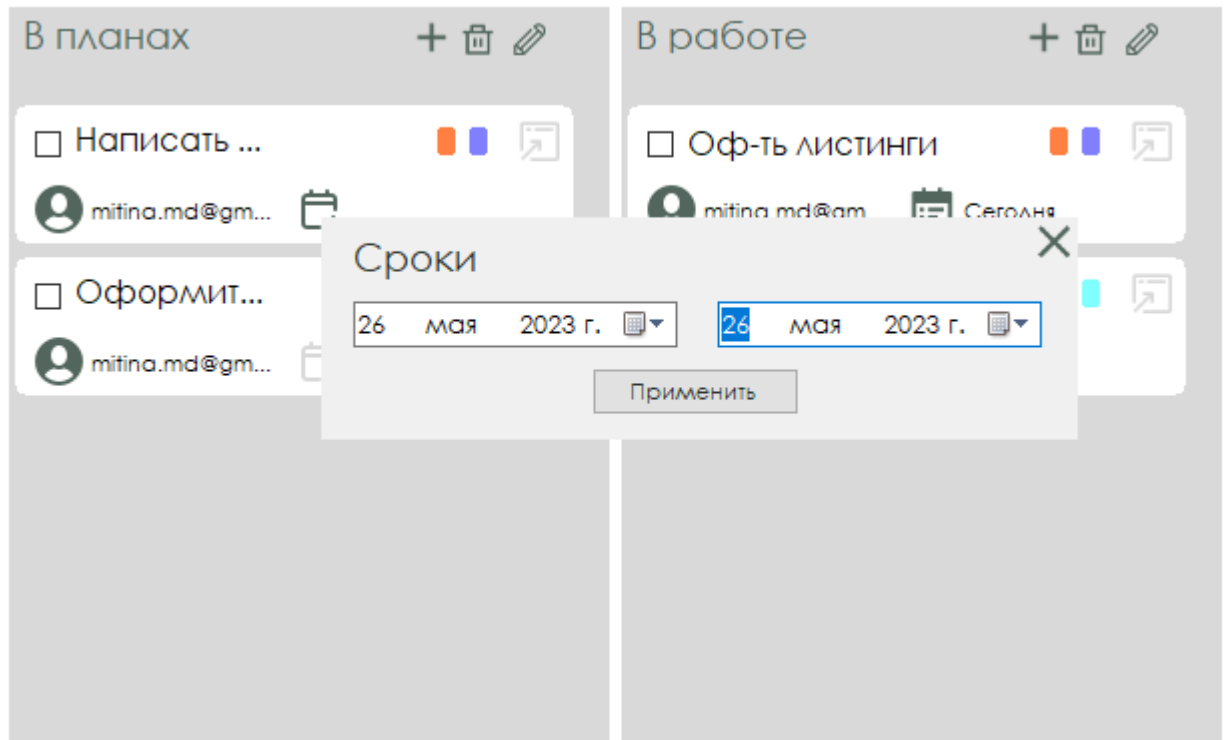 В планах
В работе
Написать ...
Оф-ть листинги
mitina.md@gm...
mitina.md@gm
Сегодня
Сроки
Оформит...
26 мая 2023 г.
26 мая 2023 г.
mitina.md@gm...
Применить